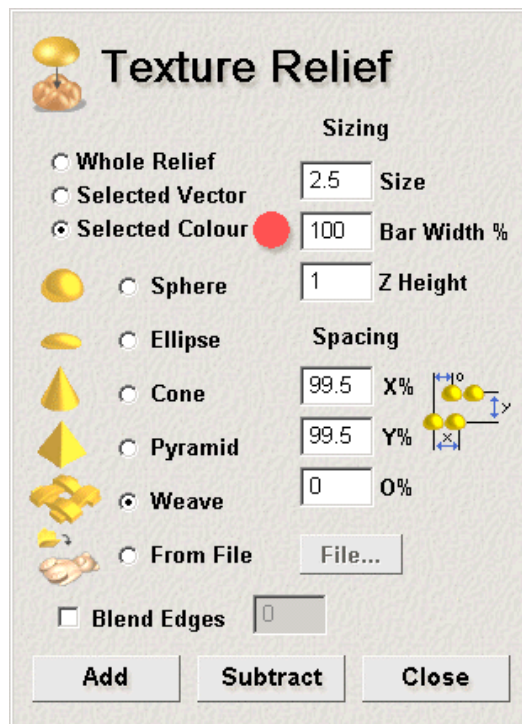 Texture Relief
Sizing
Whole Relief
Selected Vector
Selected Colour
2.5 Size
100 Bar Width %
1 Z Height
Sphere
Ellipse
Cone
Pyramid
Weave
From File
Spacing
99.5 X%
99.5 Y%
0 O%
o
y
x
File...
Blend Edges 0
Add Subtract Close